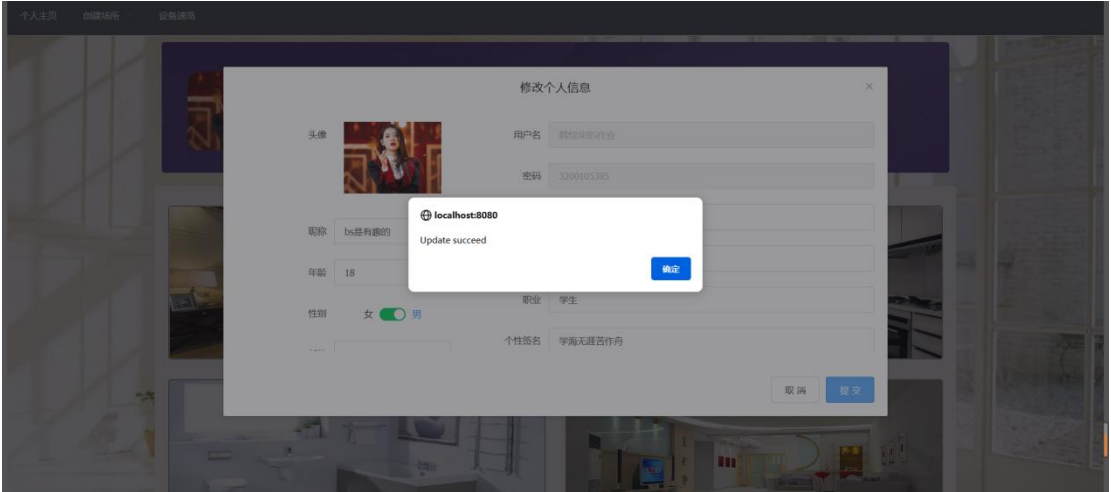 个人主页 创建场所 设备速览
修改个人信息 ×
头像 用户名
密码 3200105385
localhost:8080
Update succeed
确定
昵称 bs是有趣的
年龄 18
职业 学生
性别 女 男
个性签名 学海无涯苦作舟
取消 提交